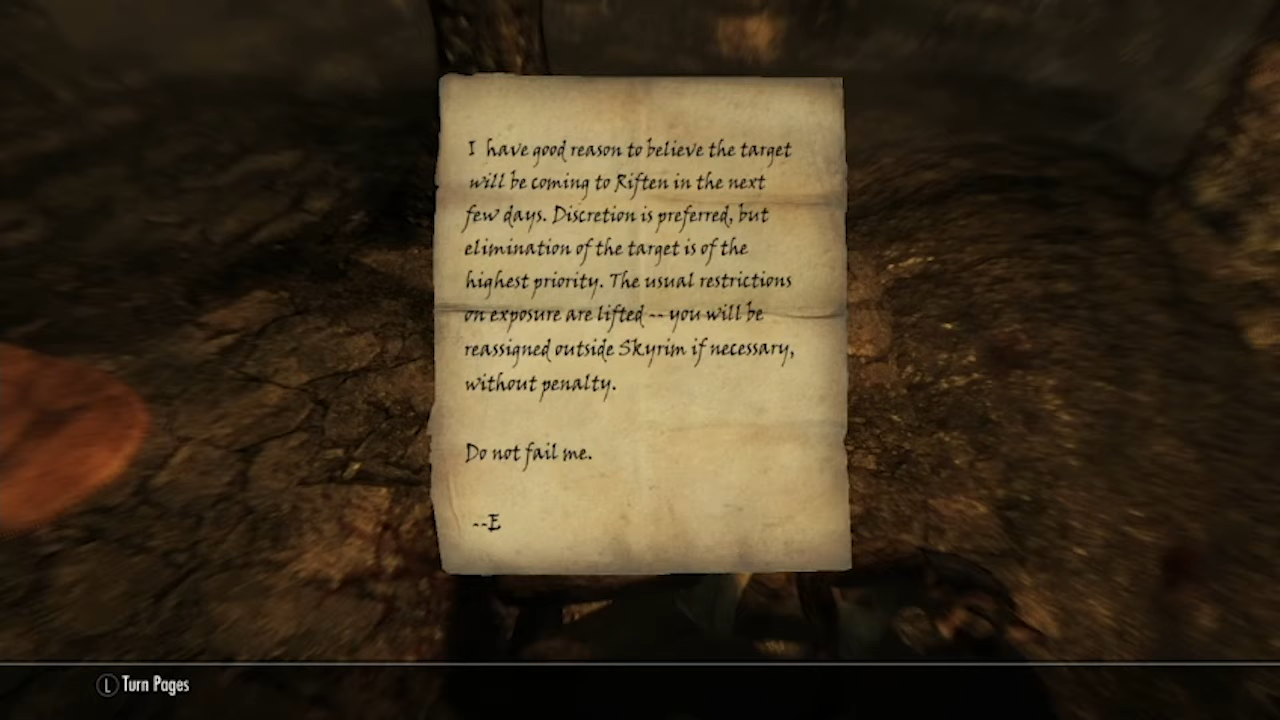 I have good reason to believe the target
will be coming to Riften in the next
few days. Discretion is preferred, but
elimination of the target is of the
highest priority. The usual restrictions
on exposure are lifted -- you will be
reassigned outside Skyrim if necessary,
without penalty.
Do not fail me.
--E
L Turn Pages